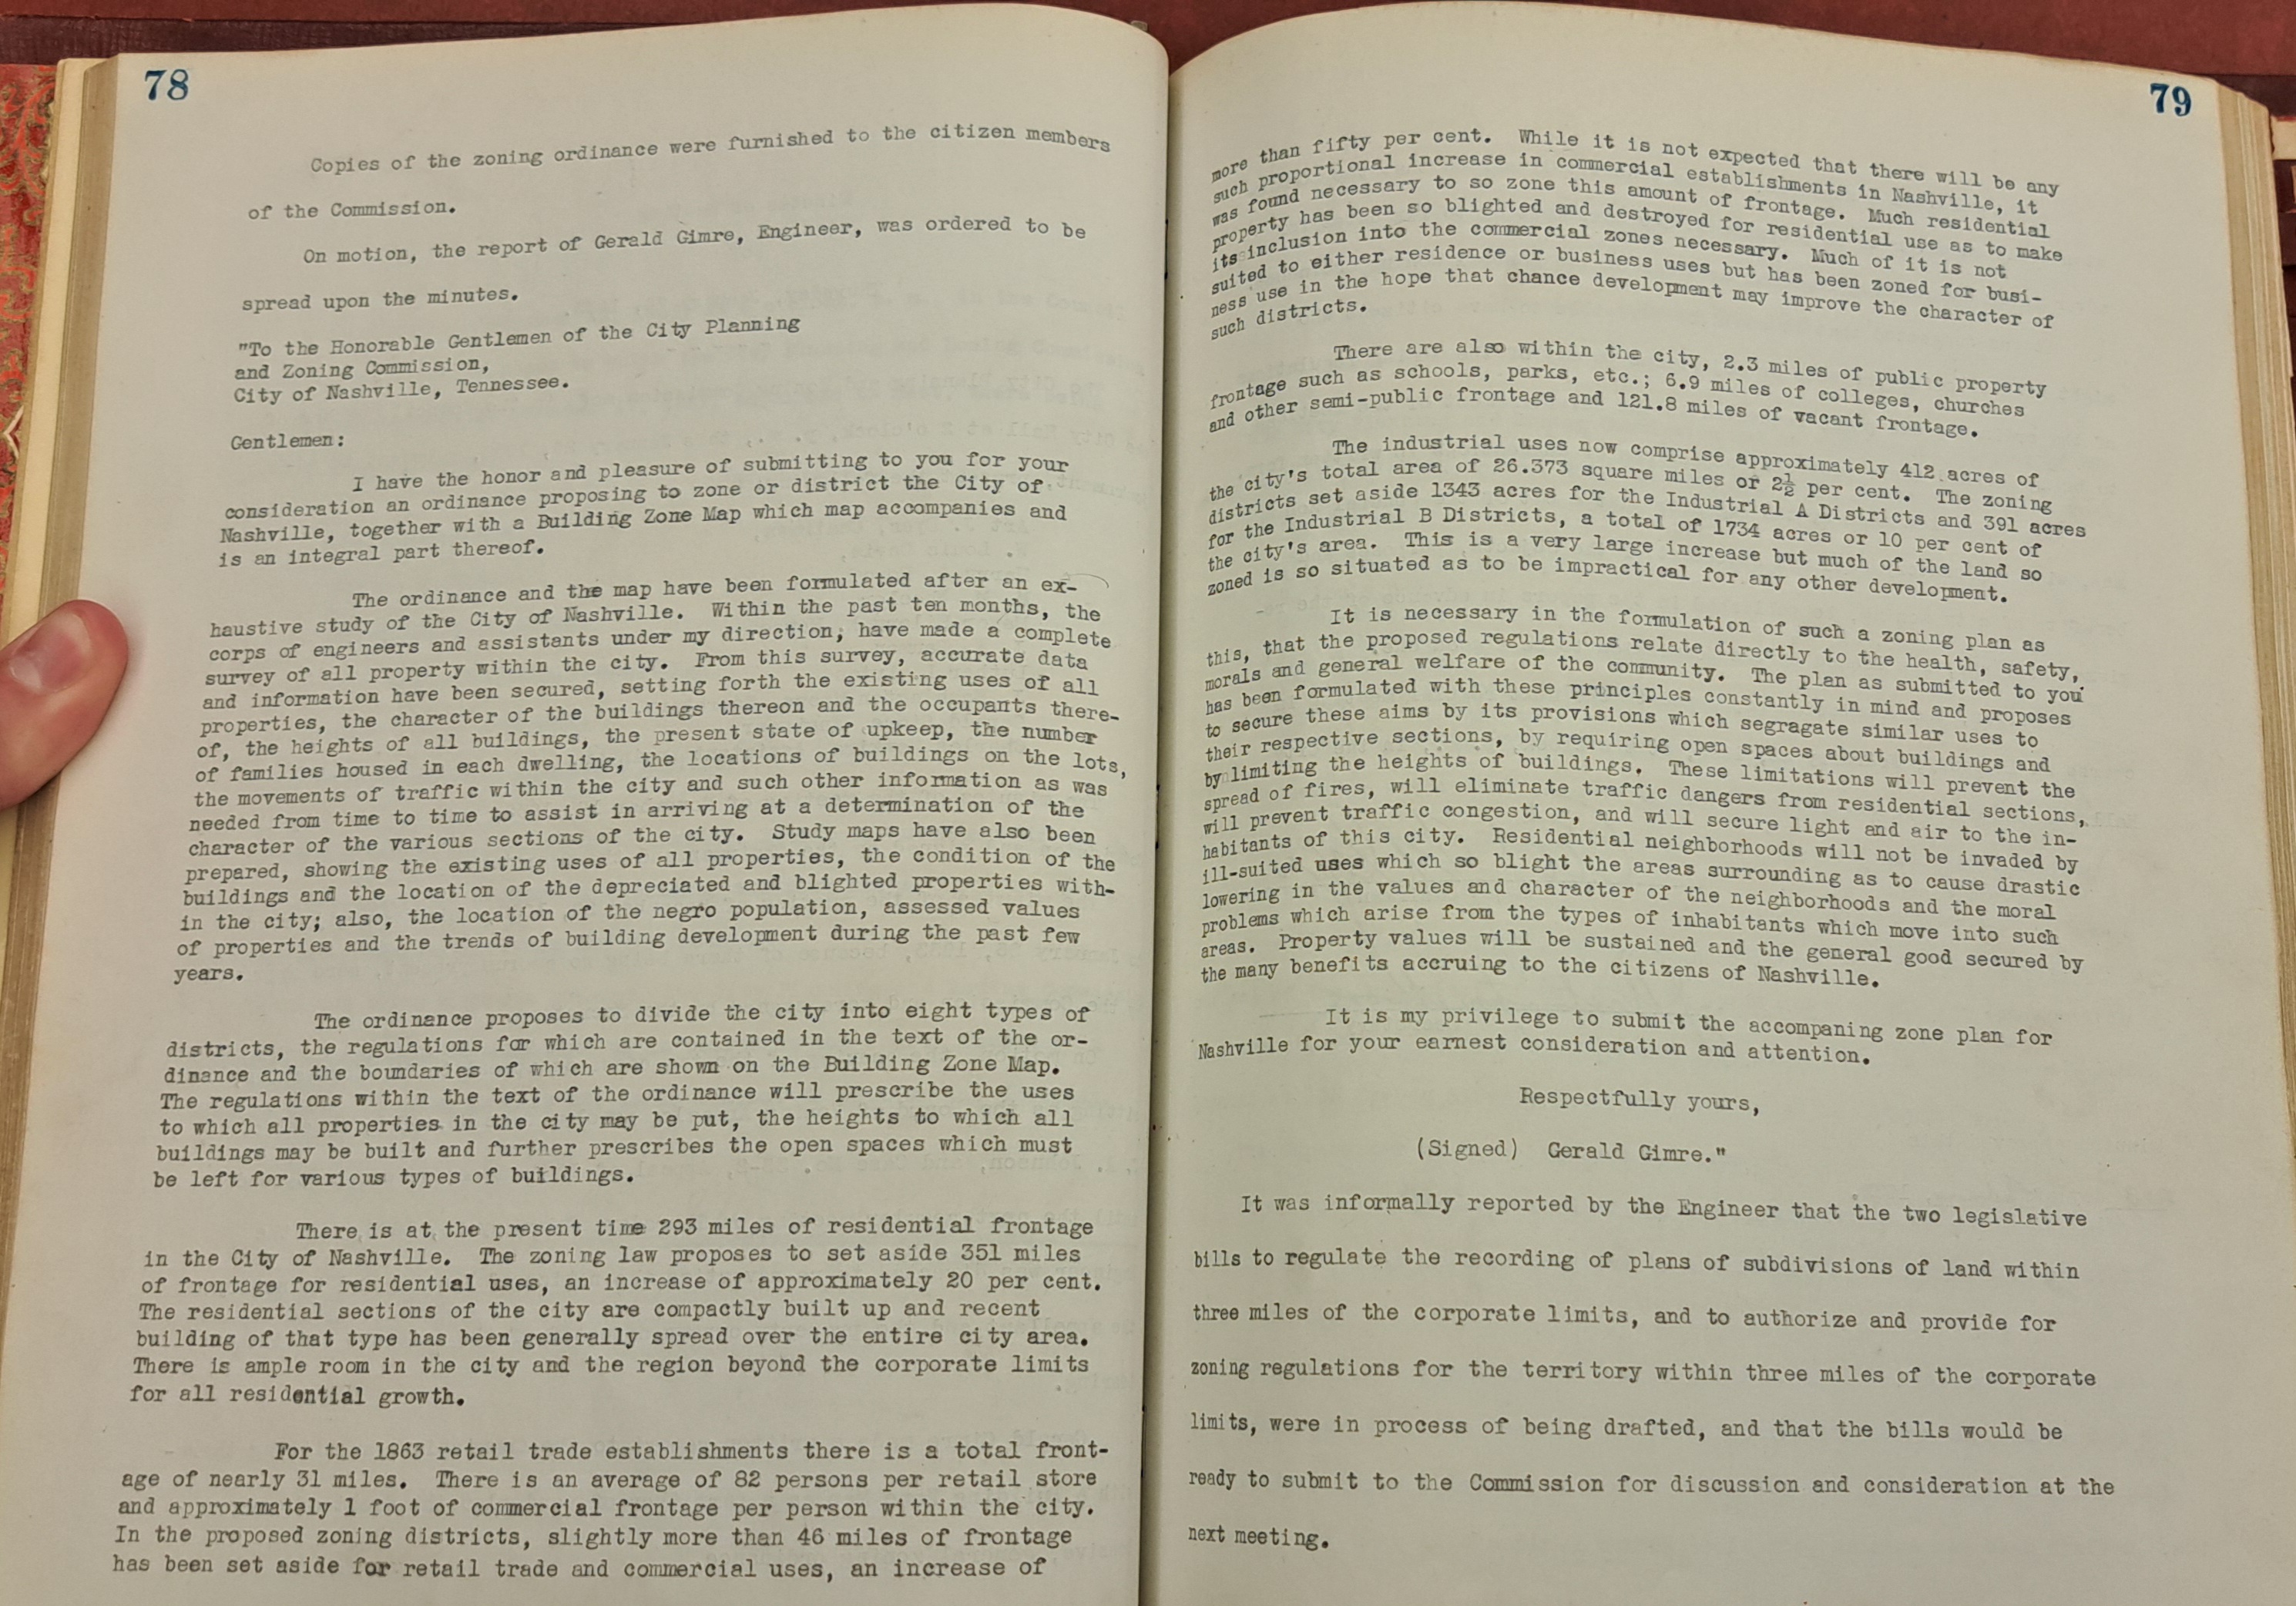 78
Copies of the zoning ordinance were furnished to the citizen members
of the Commission.
On motion, the report of Gerald Gimre, Engineer, was ordered to be
spread upon the minutes.
"To the Honorable Gentlemen of the City Planning
and Zoning Commission,
City of Nashville, Tennessee.
Gentlemen:
I have the honor and pleasure of submitting to you for your
consideration an ordinance proposing to zone or district the City of
Nashville, together with a Building Zone Map which map accompanies and
is an integral part thereof.
The ordinance and the map have been formulated after an ex-
haustive study of the City of Nashville. Within the past ten months, the
corps of engineers and assistants under my direction, have made a complete
survey of all property within the city. From this survey, accurate data
and information have been secured, setting forth the existing uses of all
properties, the character of the buildings thereon and the occupants there-
of, the heights of all buildings, the present state of upkeep, the number
of families housed in each dwelling, the locations of buildings on the lots,
the movements of traffic within the city and such other information as was
needed from time to time to assist in arriving at a determination of the
character of the various sections of the city. Study maps have also been
prepared, showing the existing uses of all properties, the condition of the
buildings and the location of the depreciated and blighted properties with-
in the city; also, the location of the negro population, assessed values
of properties and the trends of building development during the past few
years.
The ordinance proposes to divide the city into eight types of
districts, the regulations for which are contained in the text of the or-
dinance and the boundaries of which are shown on the Building Zone Map.
The regulations within the text of the ordinance will prescribe the uses
to which all properties in the city may be put, the heights to which all
buildings may be built and further prescribes the open spaces which must
be left for various types of buildings.
There is at the present time 293 miles of residential frontage
in the City of Nashville. The zoning law proposes to set aside 351 miles
of frontage for residential uses, an increase of approximately 20 per cent.
The residential sections of the city are compactly built up and recent
building of that type has been generally spread over the entire city area.
There is ample room in the city and the region beyond the corporate limits
for all residential growth.
For the 1863 retail trade establishments there is a total front-
age of nearly 31 miles. There is an average of 82 persons per retail store
and approximately 1 foot of commercial frontage per person within the city.
In the proposed zoning districts, slightly more than 46 miles of frontage
has been set aside for retail trade and commercial uses, an increase of
79
more than fifty per cent. While it is not expected that there will be any
such proportional increase in commercial establishments in Nashville, it
was found necessary to so zone this amount of frontage. Much residential
property has been so blighted and destroyed for residential use as to make
its inclusion into the commercial zones necessary. Much of it is not
suited to either residence or business uses but has been zoned for busi-
ness use in the hope that chance development may improve the character of
such districts.
There are also within the city, 2.3 miles of public property
frontage such as schools, parks, etc.; 6.9 miles of colleges, churches
and other semi-public frontage and 121.8 miles of vacant frontage.
The industrial uses now comprise approximately 412 acres of
the city's total area of 26.373 square miles or 2½ per cent. The zoning
districts set aside 1343 acres for the Industrial A Districts and 391 acres
for the Industrial B Districts, a total of 1734 acres or 10 per cent of
the city's area. This is a very large increase but much of the land so
zoned is so situated as to be impractical for any other development.
It is necessary in the formulation of such a zoning plan as
this, that the proposed regulations relate directly to the health, safety,
morals and general welfare of the community. The plan as submitted to you
has been formulated with these principles constantly in mind and proposes
to secure these aims by its provisions which segragate similar uses to
their respective sections, by requiring open spaces about buildings and
by limiting the heights of buildings. These limitations will prevent the
spread of fires, will eliminate traffic dangers from residential sections,
will prevent traffic congestion, and will secure light and air to the in-
habitants of this city. Residential neighborhoods will not be invaded by
ill-suited uses which so blight the areas surrounding as to cause drastic
lowering in the values and character of the neighborhoods and the moral
problems which arise from the types of inhabitants which move into such
areas. Property values will be sustained and the general good secured by
the many benefits accruing to the citizens of Nashville.
It is my privilege to submit the accompaning zone plan for
Nashville for your earnest consideration and attention.
Respectfully yours,
(Signed) Gerald Gimre."
It was informally reported by the Engineer that the two legislative
bills to regulate the recording of plans of subdivisions of land within
three miles of the corporate limits, and to authorize and provide for
zoning regulations for the territory within three miles of the corporate
limits, were in process of being drafted, and that the bills would be
ready to submit to the Commission for discussion and consideration at the
next meeting.